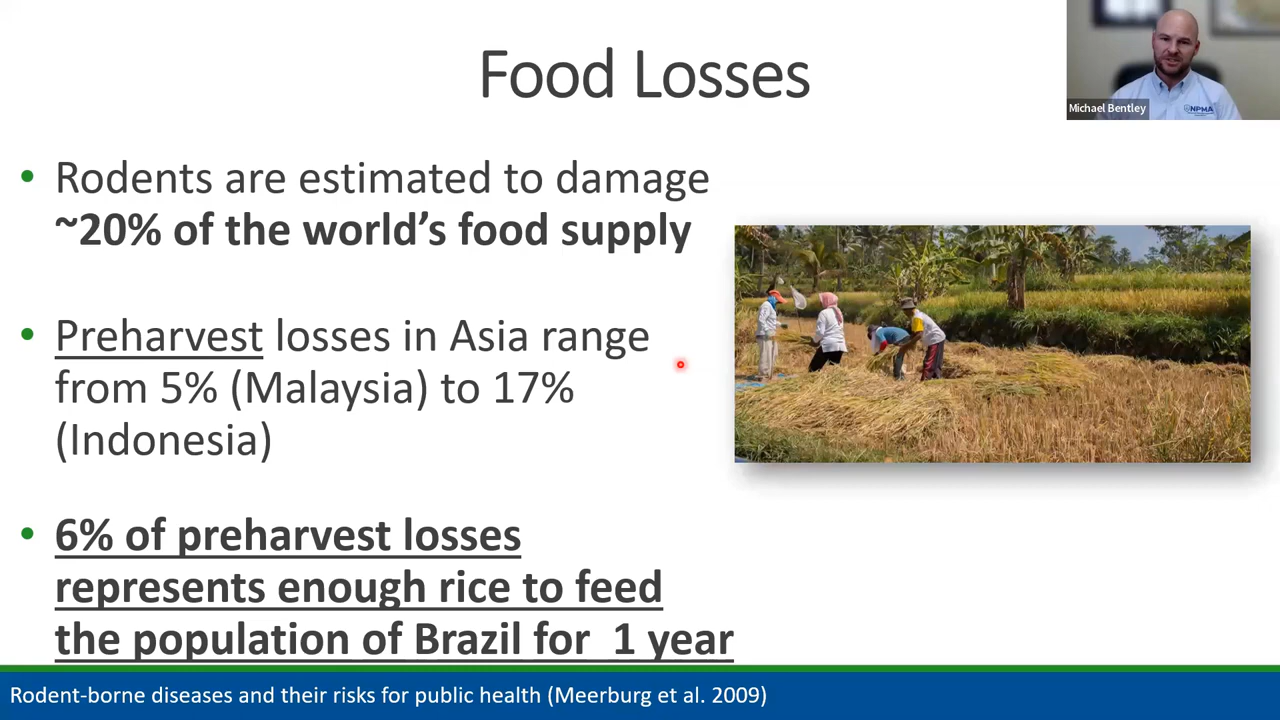 Food Losses
Michael Bentley
NPMA
• Rodents are estimated to damage
~20% of the world’s food supply
• Preharvest losses in Asia range
from 5% (Malaysia) to 17%
(Indonesia)
• 6% of preharvest losses
represents enough rice to feed
the population of Brazil for  1 year
Rodent-borne diseases and their risks for public health (Meerburg et al. 2009)